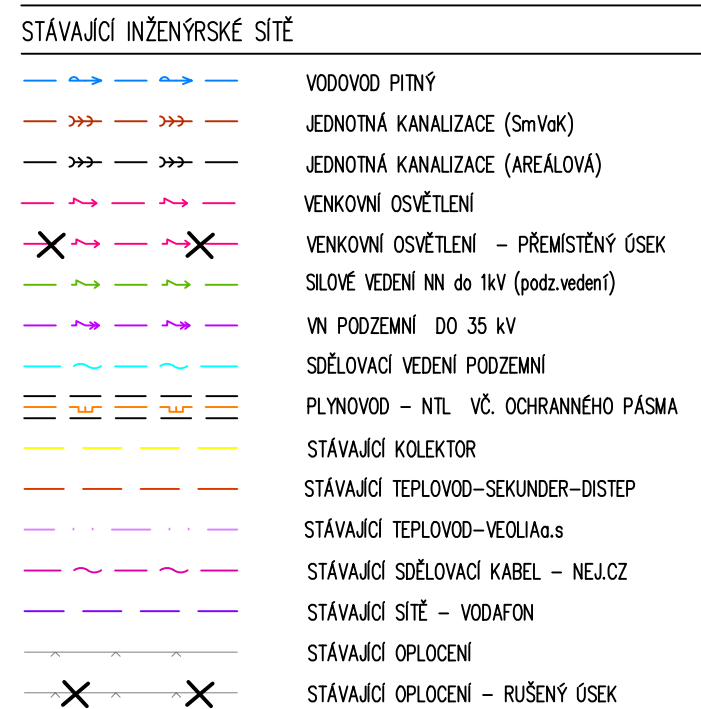 STÁVAJÍCÍ INŽENÝRSKÉ SÍTĚ
VODOVOD PITNÝ
JEDNOTNÁ KANALIZACE (SmVaK)
JEDNOTNÁ KANALIZACE (AREÁLOVÁ)
VENKOVNÍ OSVĚTLENÍ
VENKOVNÍ OSVĚTLENÍ – PŘEMÍSTĚNÝ ÚSEK
SILOVÉ VEDENÍ NN do 1kV (podz.vedení)
VN PODZEMNÍ DO 35 kV
SDĚLOVACÍ VEDENÍ PODZEMNÍ
PLYNOVOD – NTL VČ. OCHRANNÉHO PÁSMA
STÁVAJÍCÍ KOLEKTOR
STÁVAJÍCÍ TEPLOVOD–SEKUNDER–DISTEP
STÁVAJÍCÍ TEPLOVOD–VEOLIAa.s
STÁVAJÍCÍ SDĚLOVACÍ KABEL – NEJ.CZ
STÁVAJÍCÍ SÍTĚ – VODAFON
STÁVAJÍCÍ OPLOCENÍ
STÁVAJÍCÍ OPLOCENÍ – RUŠENÝ ÚSEK